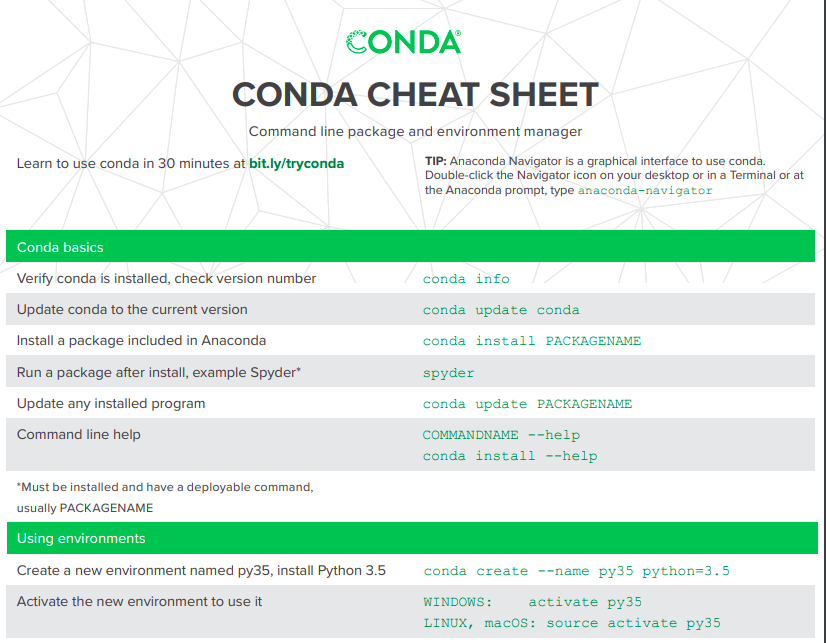 CONDA®
CONDA CHEAT SHEET
Command line package and environment manager
Learn to use conda in 30 minutes at bit.ly/tryconda
TIP: Anaconda Navigator is a graphical interface to use conda.
Double-click the Navigator icon on your desktop or in a Terminal or at
the Anaconda prompt, type anaconda-navigator
Conda basics
Verify conda is installed, check version number conda info
Update conda to the current version conda update conda
Install a package included in Anaconda conda install PACKAGENAME
Run a package after install, example Spyder* spyder
Update any installed program conda update PACKAGENAME
Command line help COMMANDNAME --help
conda install --help
*Must be installed and have a deployable command,
usually PACKAGENAME
Using environments
Create a new environment named py35, install Python 3.5 conda create --name py35 python=3.5
Activate the new environment to use it WINDOWS: activate py35
LINUX, macOS: source activate py35